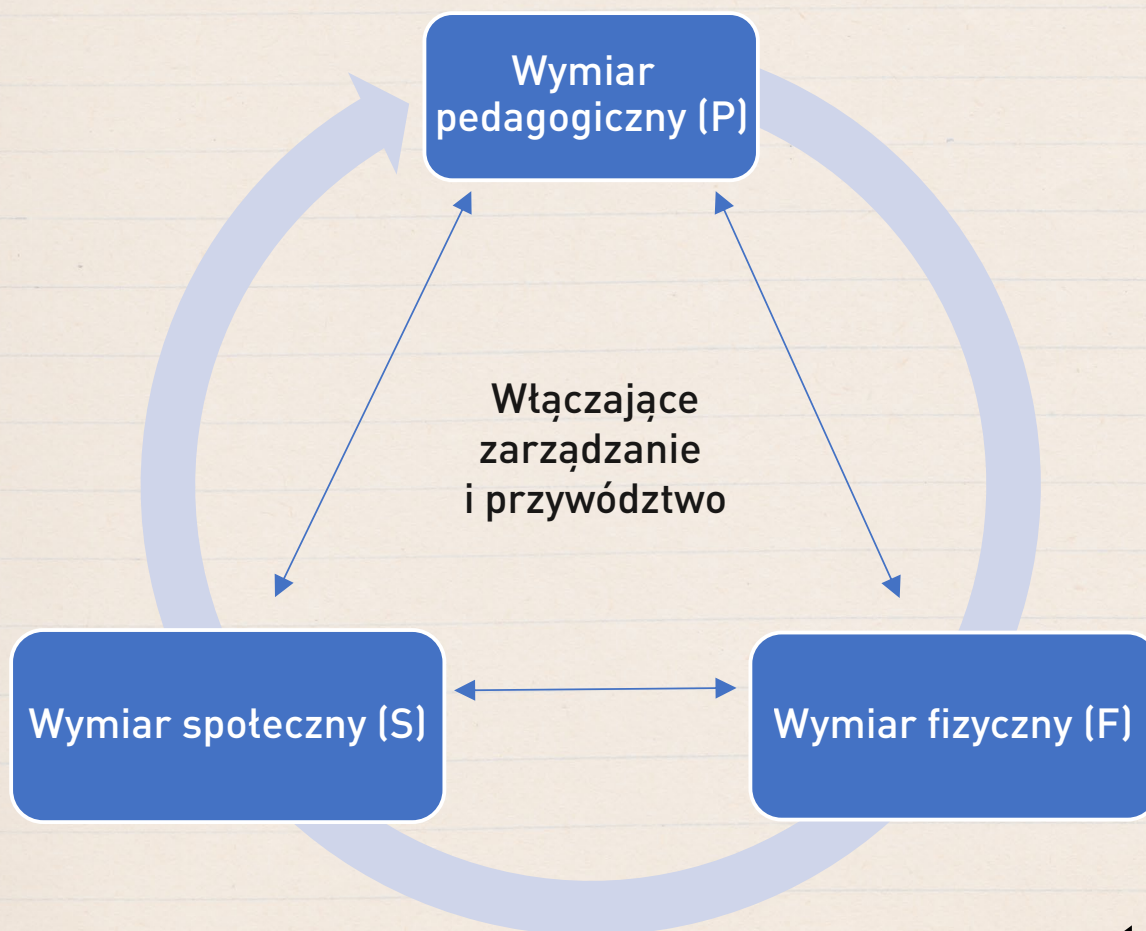 Wymiar
pedagogiczny (P)
Włączające
zarządzanie
i przywództwo
Wymiar społeczny (S)
Wymiar fizyczny (F)